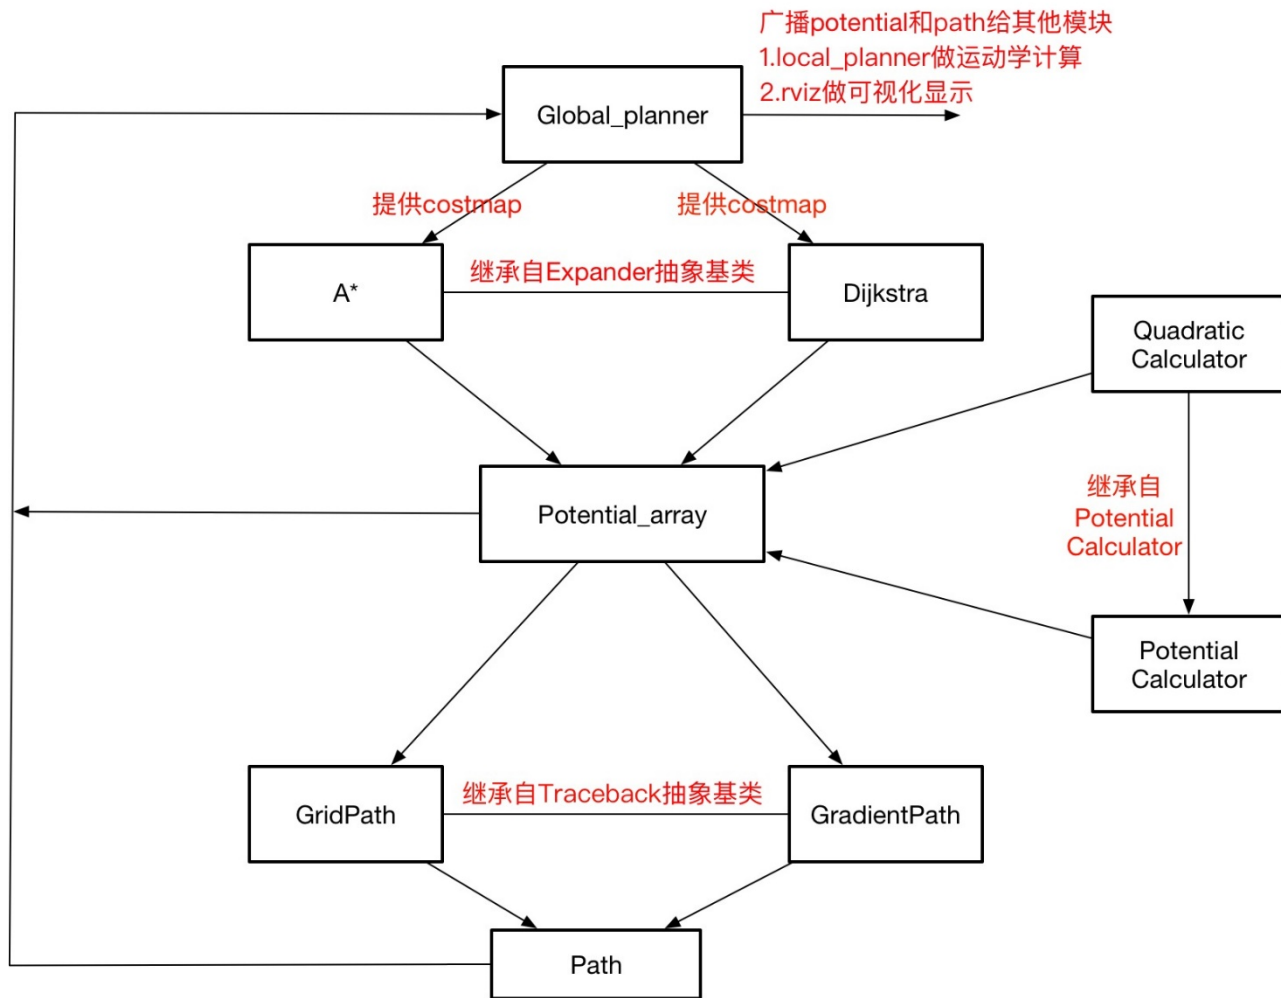 广播potential和path给其他模块
1.local_planner做运动学计算
2.rviz做可视化显示
Global_planner
提供costmap
提供costmap
A*
继承自Expander抽象基类
Dijkstra
Quadratic
Calculator
Potential_array
继承自
Potential
Calculator
Potential
Calculator
GridPath
继承自Traceback抽象基类
GradientPath
Path